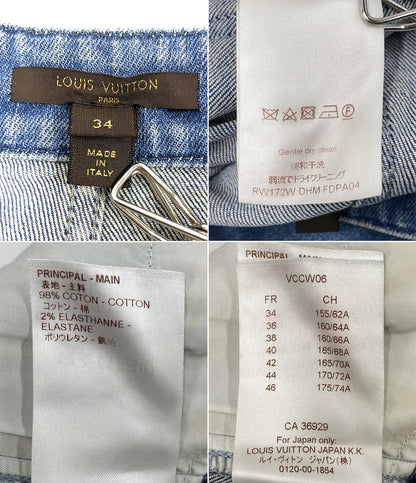 LOUIS VUITTON
PARIS
34
MADE
IN
ITALY
Gentle dry clean
缓和干洗
弱流でドライクリーニング
RW172W DHM FDPA04
PRINCIPAL - MAIN
表地・主料
98% COTON - COTTON
コットン - 棉
2% ELASTHANNE -
ELASTANE
ポリウレタン - 氨纶
VCCW06
FR CH
34 155/62A
36 160/64A
38 160/66A
40 165/68A
42 165/70A
44 170/72A
46 175/74A
CA 36929
For Japan only:
LOUIS VUITTON JAPAN K.K.
ルイ・ヴィトン ジャパン(株)
0120-00-1854